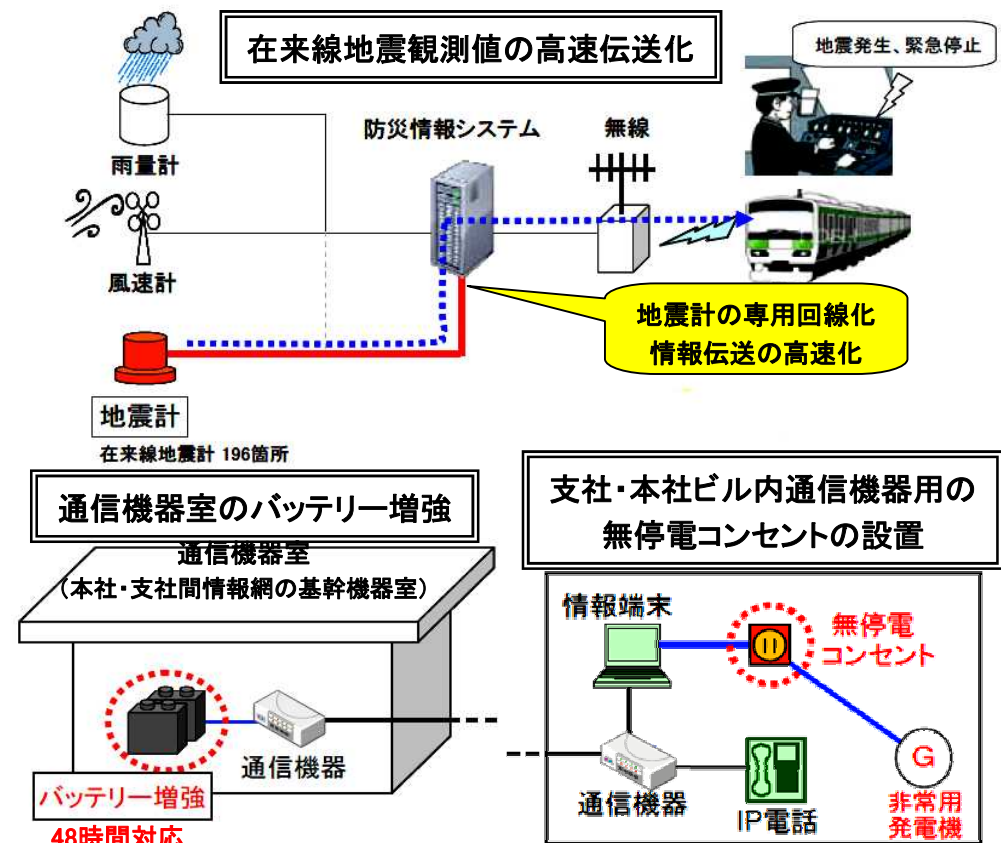 在来線地震観測値の高速伝送化
地震発生、緊急停止
防災情報システム
無線
雨量計
風速計
地震計の専用回線化
情報伝送の高速化
地震計
在来線地震計 196箇所
通信機器室のバッテリー増強
通信機器室
（本社・支社間情報網の基幹機器室）
通信機器
バッテリー増強
48時間対応
支社・本社ビル内通信機器用の
無停電コンセントの設置
情報端末
無停電
コンセント
G
通信機器
IP電話
非常用
発電機